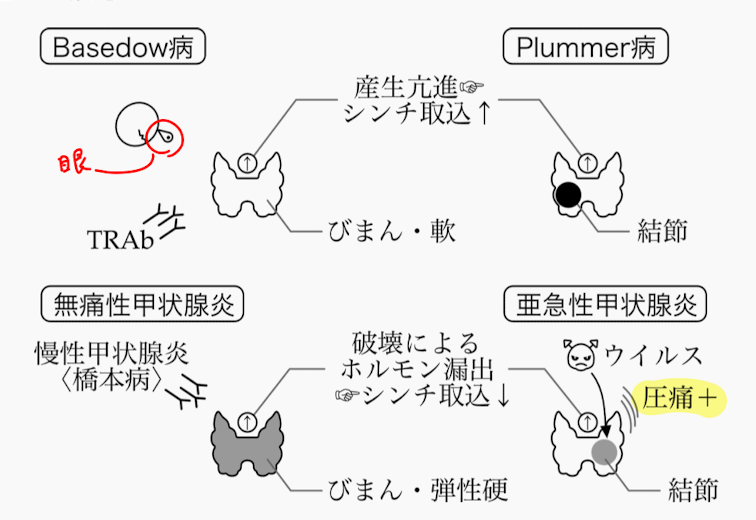 Basedow病
Plummer病
産生亢進☞
シンチ取込↑
眼
↑
↑
TRAb
びまん・軟
結節
無痛性甲状腺炎
亜急性甲状腺炎
慢性甲状腺炎
〈橋本病〉
破壊による
ホルモン漏出
☞シンチ取込↓
ウイルス
圧痛＋
↑
↑
びまん・弾性硬
結節